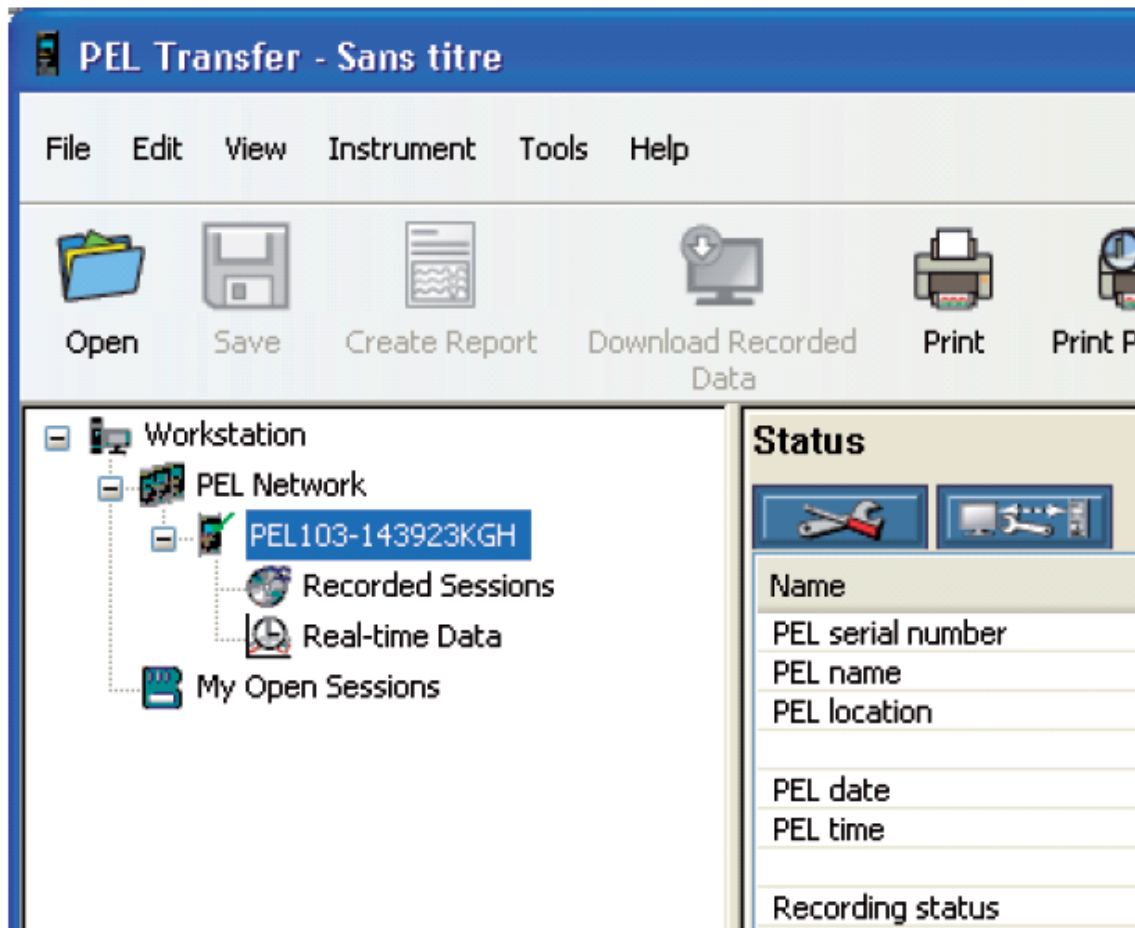 PEL Transfer - Sans titre
File Edit View Instrument Tools Help
Open Save Create Report Download Recorded Data Print Print P
Workstation
PEL Network
PEL103-143923KGH
Recorded Sessions
Real-time Data
My Open Sessions
Status
Name
PEL serial number
PEL name
PEL location
PEL date
PEL time
Recording status